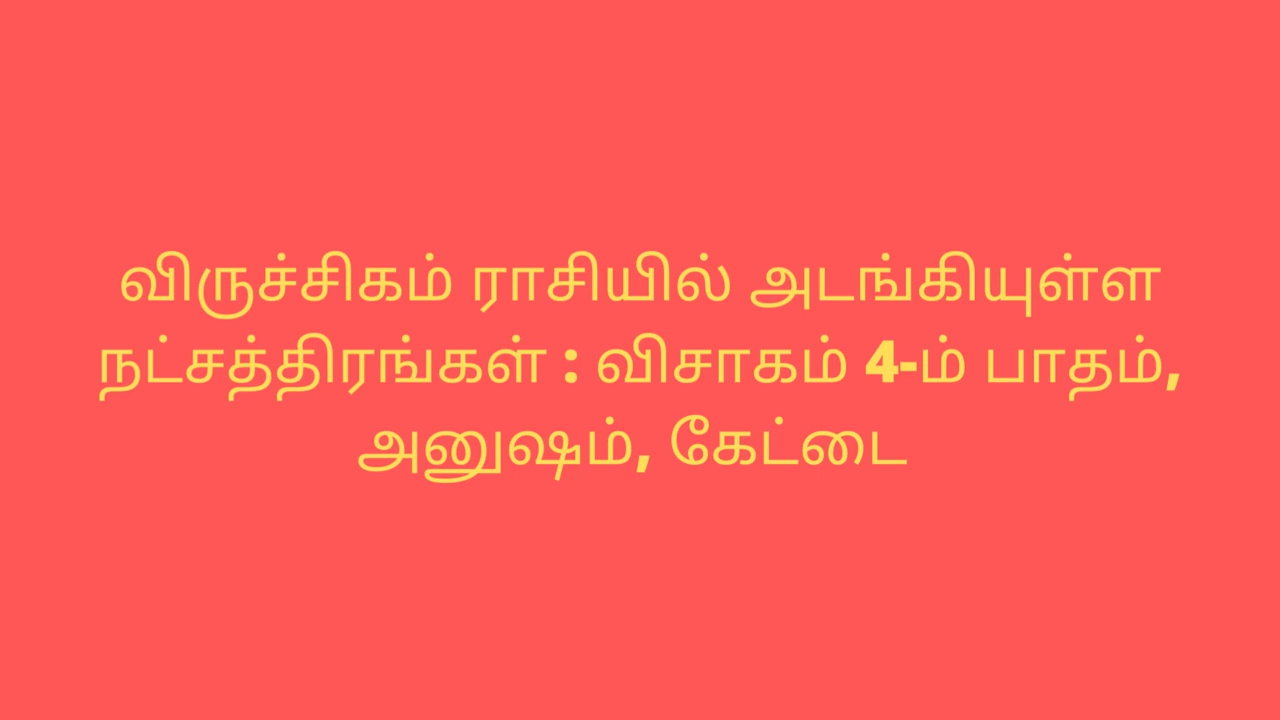 விருச்சிகம் ராசியில் அடங்கியுள்ள
நட்சத்திரங்கள் : விசாகம் 4-ம் பாதம்,
அனுஷம், கேட்டை